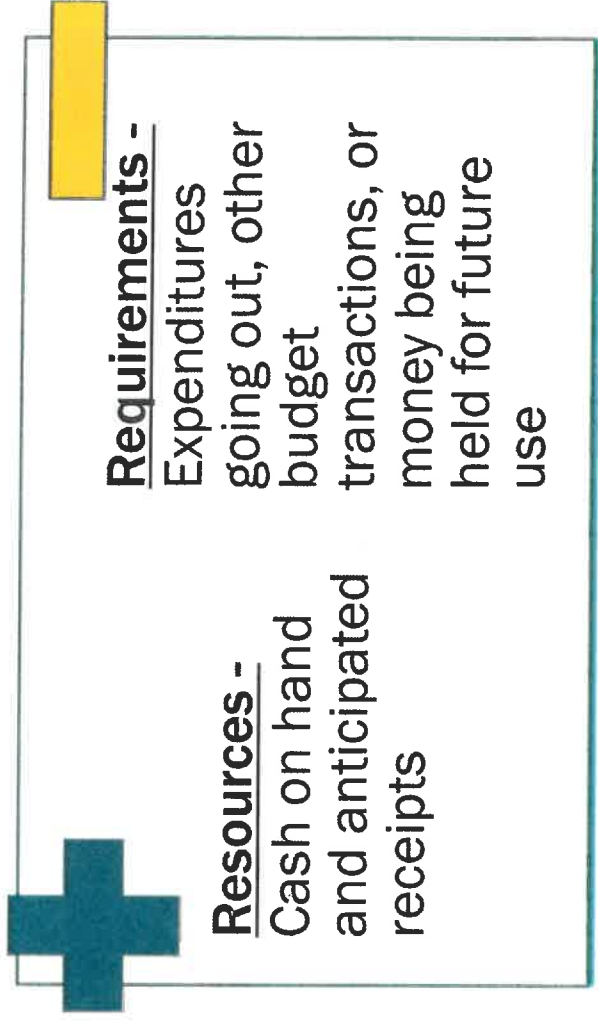 Resources -
Cash on hand
and anticipated
receipts
Requirements -
Expenditures
going out, other
budget
transactions, or
money being
held for future
use